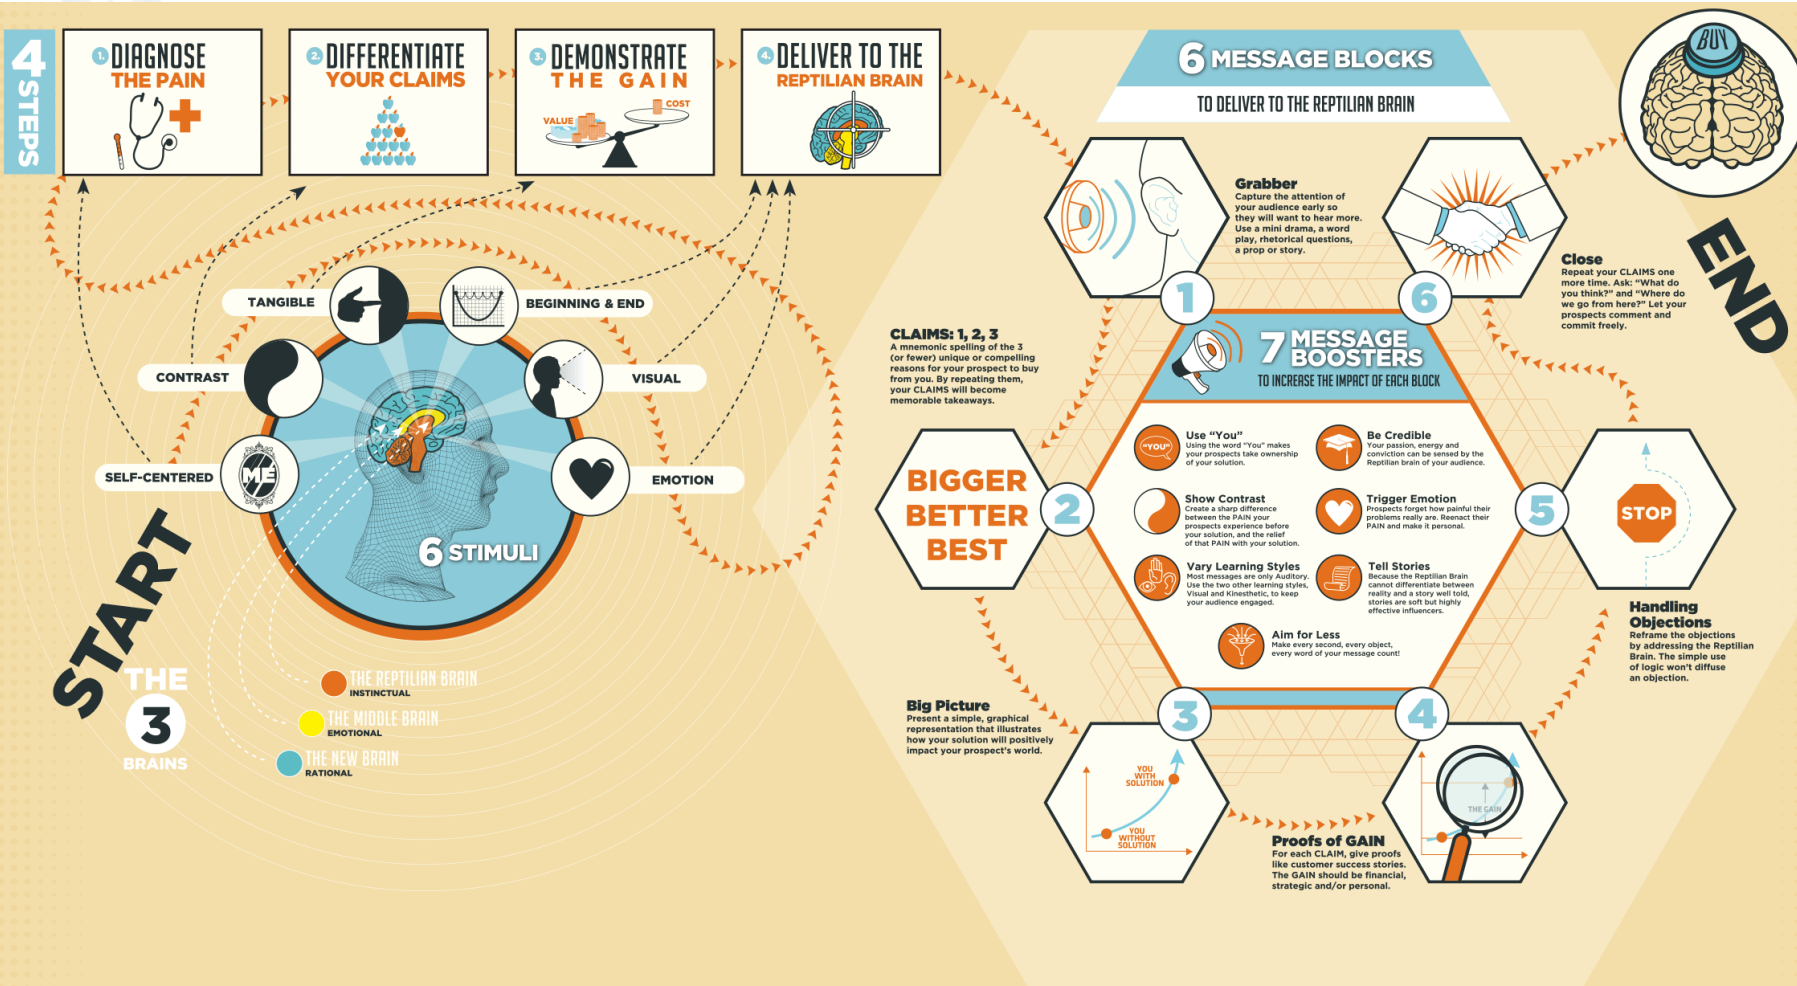 4 STEPS
1. DIAGNOSE
THE PAIN
2. DIFFERENTIATE
YOUR CLAIMS
3. DEMONSTRATE
THE GAIN
VALUE
COST
4. DELIVER TO THE
REPTILIAN BRAIN
TANGIBLE
BEGINNING & END
CONTRAST
VISUAL
SELF-CENTERED
ME
EMOTION
6 STIMULI
START
THE
3
BRAINS
THE REPTILIAN BRAIN
INSTINCTUAL
THE MIDDLE BRAIN
EMOTIONAL
THE NEW BRAIN
RATIONAL
6 MESSAGE BLOCKS
TO DELIVER TO THE REPTILIAN BRAIN
1
Grabber
Capture the attention of
your audience early so
they will want to hear more.
Use a mini drama, a word
play, rhetorical questions,
a prop or story.
CLAIMS: 1, 2, 3
A mnemonic spelling of the 3
(or fewer) unique or compelling
reasons for your prospect to buy
from you. By repeating them,
your CLAIMS will become
memorable takeaways.
BIGGER
BETTER
BEST
2
Big Picture
Present a simple, graphical
representation that illustrates
how your solution will positively
impact your prospect's world.
3
YOU
WITH
SOLUTION
YOU
WITHOUT
SOLUTION
Proofs of GAIN
For each CLAIM, give proofs
like customer success stories.
The GAIN should be financial,
strategic and/or personal.
4
THE GAIN
5
STOP
Handling
Objections
Reframe the objections
by addressing the Reptilian
Brain. The simple use
of logic won't diffuse
an objection.
6
Close
Repeat your CLAIMS one
more time. Ask: "What do
you think?" and "Where do
we go from here?" Let your
prospects comment and
commit freely.
7 MESSAGE
BOOSTERS
TO INCREASE THE IMPACT OF EACH BLOCK
"YOU"
Use "You"
Using the word "You" makes
your prospects take ownership
of your solution.
Be Credible
Your passion, energy and
conviction can be sensed by the
Reptilian brain of your audience.
Show Contrast
Create a sharp difference
between the PAIN your
prospects experience before
your solution, and the relief
of that PAIN with your solution.
Trigger Emotion
Prospects forget how painful their
problems really are. Reenact their
PAIN and make it personal.
Vary Learning Styles
Most messages are only Auditory.
Use the two other learning styles,
Visual and Kinesthetic, to keep
your audience engaged.
Tell Stories
Because the Reptilian Brain
cannot differentiate between
reality and a story well told,
stories are soft but highly
effective influencers.
Aim for Less
Make every second, every object,
every word of your message count!
BUY
END